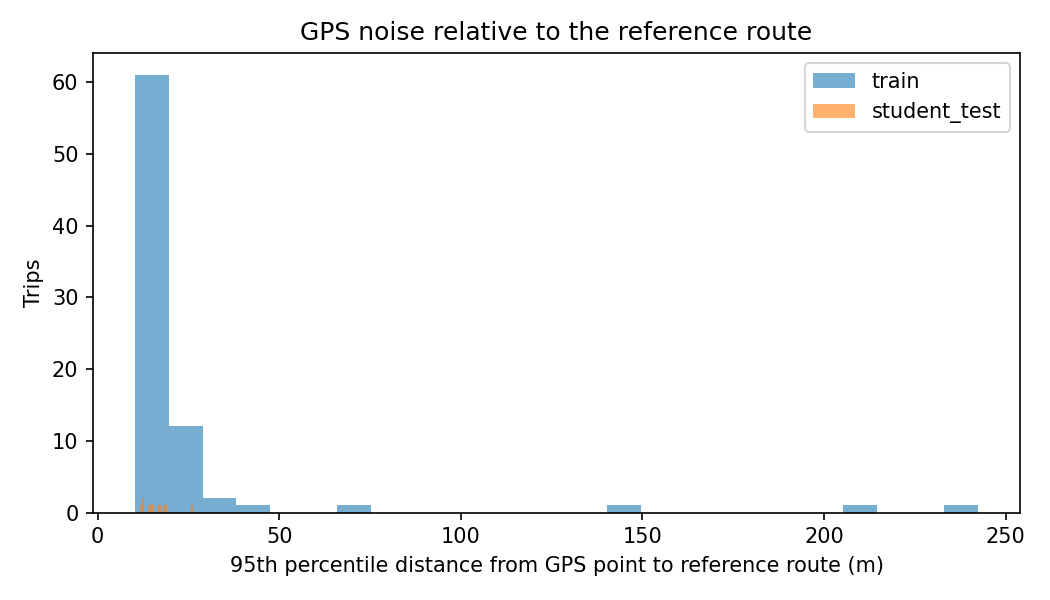 GPS noise relative to the reference route
train
student_test
60
50
40
30
20
10
0
Trips
0 50 100 150 200 250
95th percentile distance from GPS point to reference route (m)